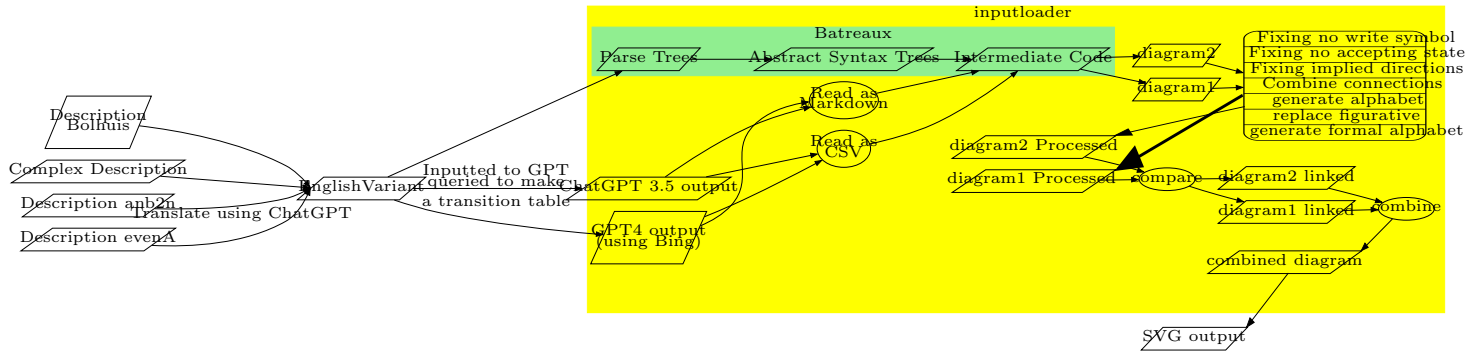 inputloader
Batreaux
Parse Trees
Abstract Syntax Trees
Intermediate Code
diagram2
diagram1
Fixing no write symbol
Fixing no accepting state
Fixing implied directions
Combine connections
generate alphabet
replace figurative
generate formal alphabet
Read as
Markdown
Read as
CSV
Description
Bolhuis
Complex Description
Description anb2n
Description evenA
Translate using ChatGPT
EnglishVariant
Inputted to GPT
queried to make
a transition table
ChatGPT 3.5 output
GPT4 output
(using Bing)
diagram2 Processed
diagram1 Processed
compare
diagram2 linked
diagram1 linked
combine
combined diagram
SVG output